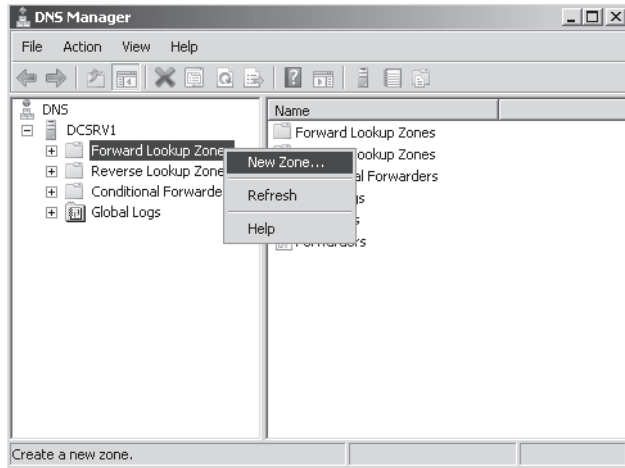 DNS Manager
File Action View Help
DNS
DCSRV1
Forward Lookup Zone
Reverse Lookup Zone
Conditional Forwarde
Global Logs
Name
Forward Lookup Zones
ookup Zones
al Forwarders
Forwarders
New Zone...
Refresh
Help
Create a new zone.